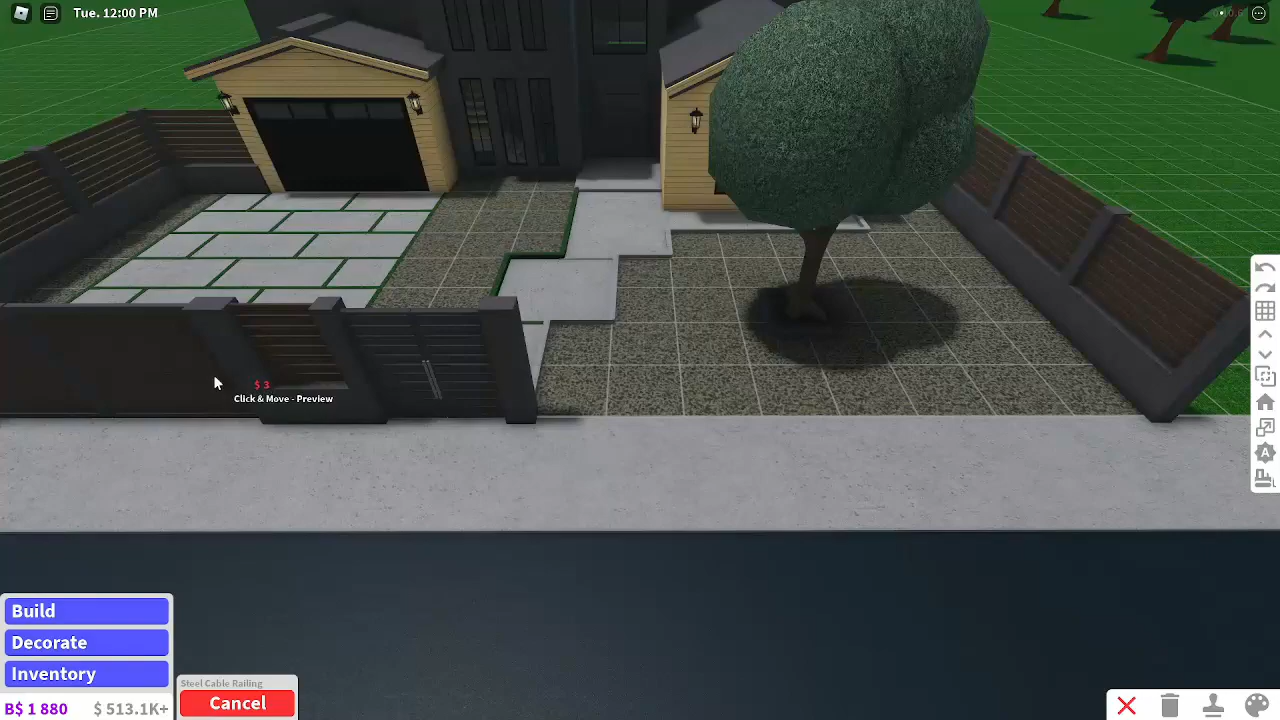 Tue. 12:00 PM
$ 3
Click & Move - Preview
A
Build
Decorate
Inventory
B$ 1 880
$ 513.1K+
Steel Cable Railing
Cancel